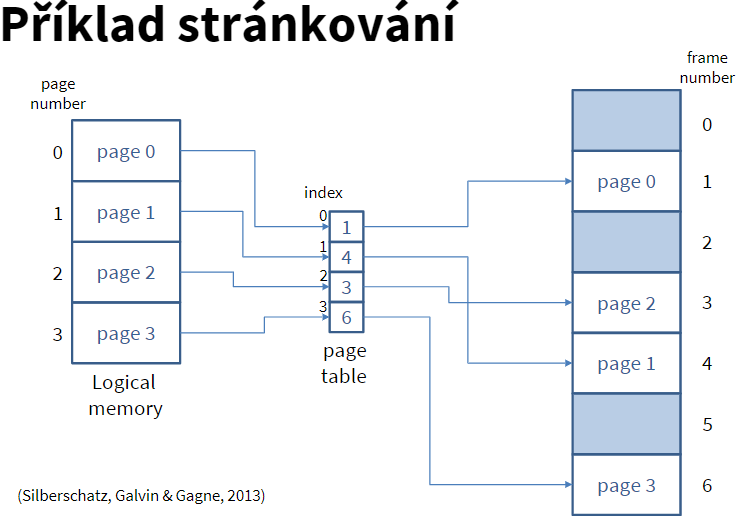 Příklad stránkování
page
number
0
page 0
1
page 1
2
page 2
3
page 3
Logical
memory
index
0
1
1
4
2
3
3
6
page
table
frame
number
0
page 0
1
2
page 2
3
page 1
4
5
page 3
6
(Silberschatz, Galvin & Gagne, 2013)